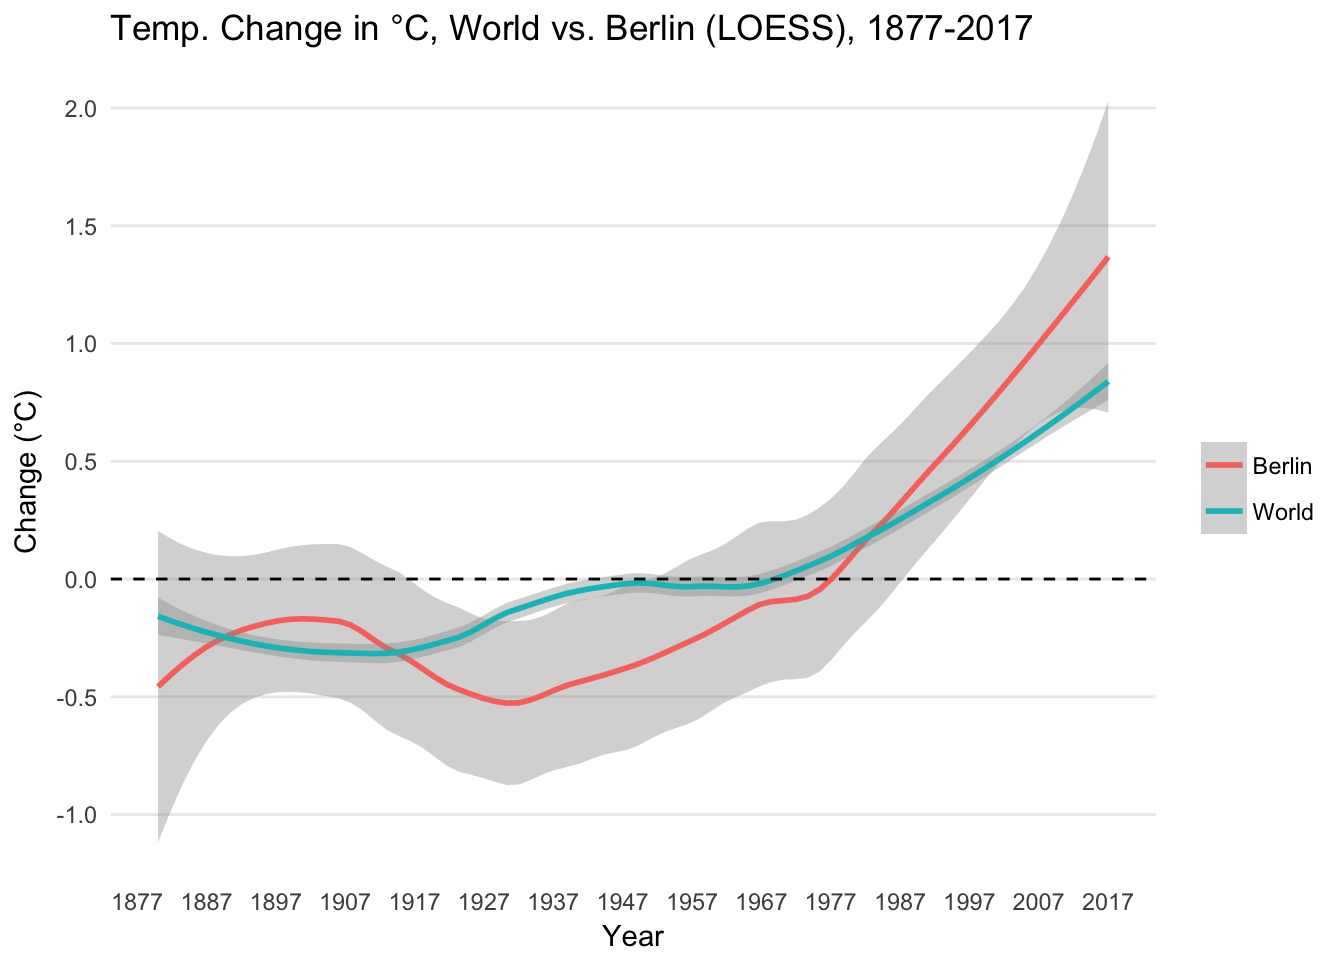 Temp. Change in °C, World vs. Berlin (LOESS), 1877-2017
2.0
1.5
1.0
0.5
0.0
-0.5
-1.0
Change (°C)
Berlin
World
1877 1887 1897 1907 1917 1927 1937 1947 1957 1967 1977 1987 1997 2007 2017
Year